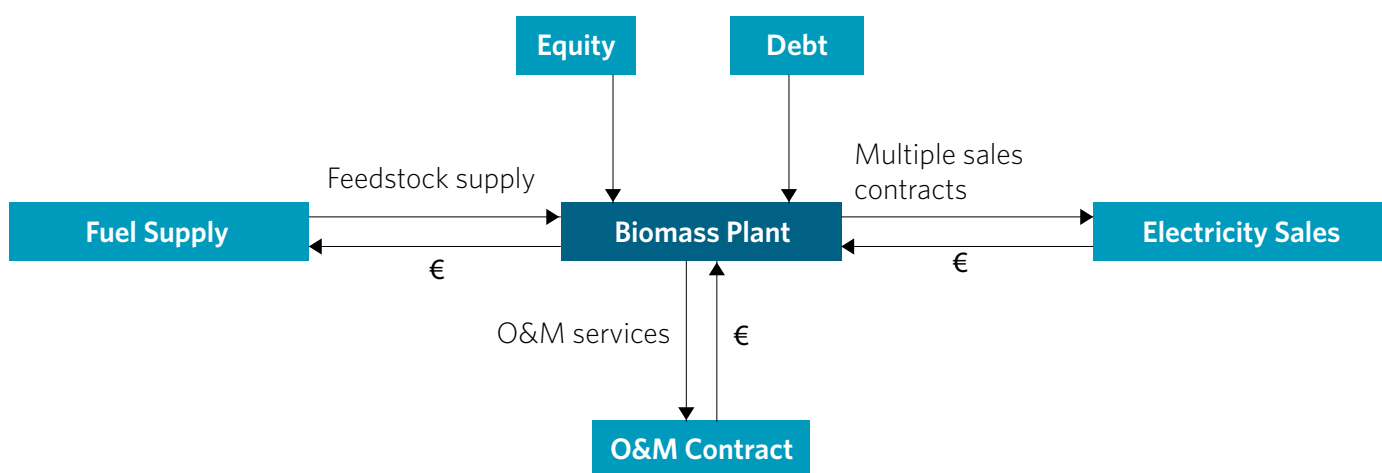 Equity
Debt
Feedstock supply
Multiple sales
contracts
Fuel Supply
Biomass Plant
Electricity Sales
€
€
O&M services
€
O&M Contract